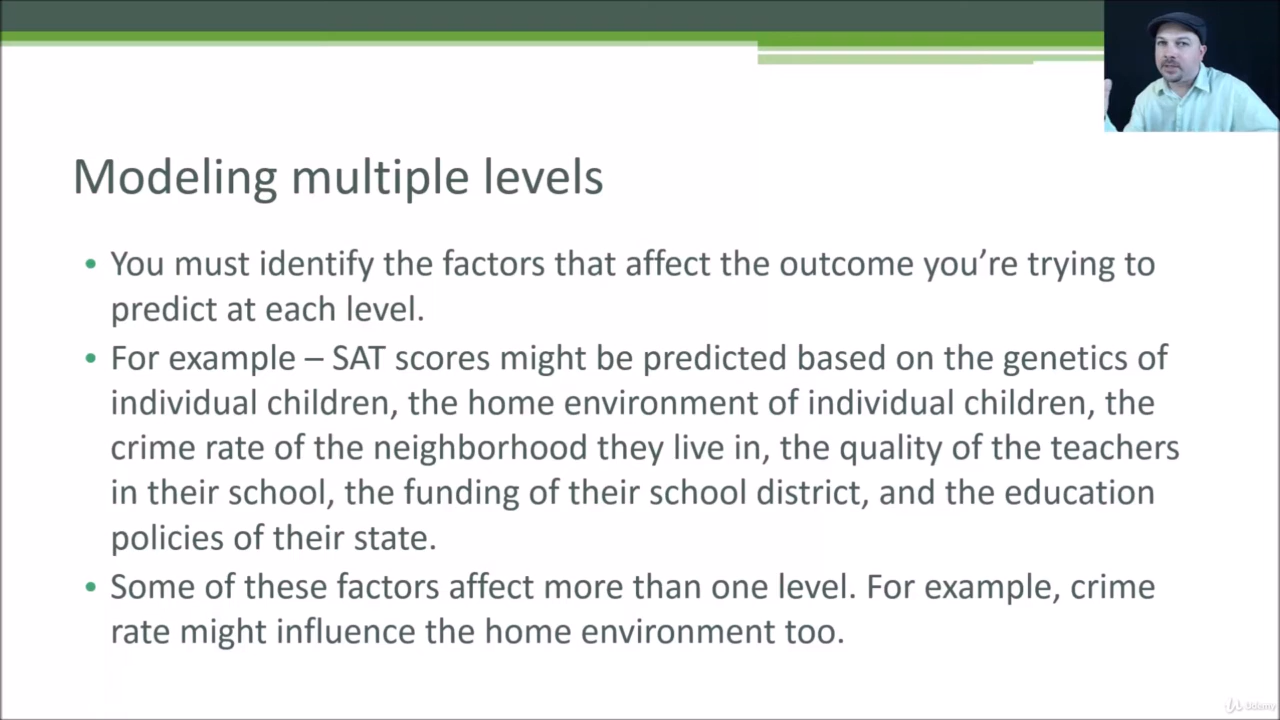 Modeling multiple levels
• You must identify the factors that affect the outcome you’re trying to
predict at each level.
• For example – SAT scores might be predicted based on the genetics of
individual children, the home environment of individual children, the
crime rate of the neighborhood they live in, the quality of the teachers
in their school, the funding of their school district, and the education
policies of their state.
• Some of these factors affect more than one level. For example, crime
rate might influence the home environment too.
Udemy